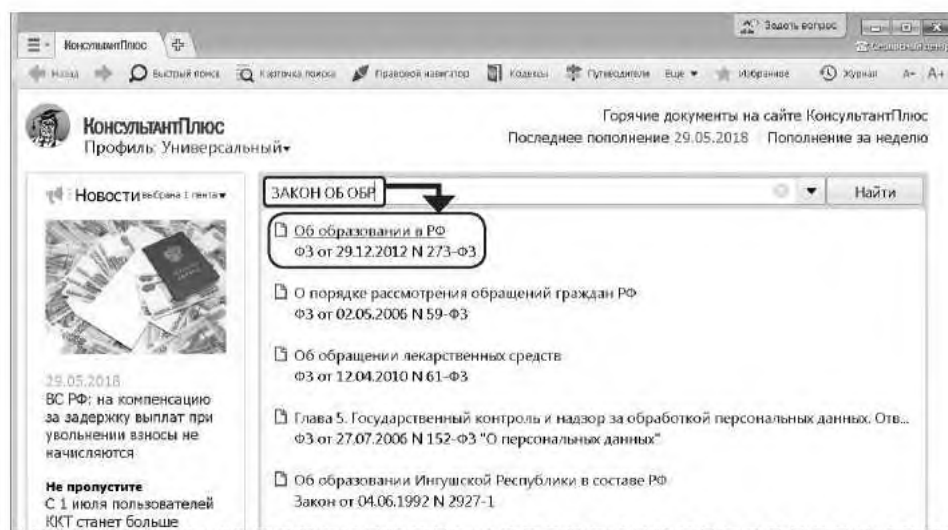 Задать вопрос
КонсультантПлюс
Назад Быстрый поиск Карточка поиска Правовой навигатор Кодексы Путеводители Еще Избранное Журнал A- A+
КонсультантПлюс
Профиль: Универсальный
Горячие документы на сайте КонсультантПлюс
Последнее пополнение 29.05.2018 Пополнение за неделю
Новости выбрана 1 лента
29.05.2018
ВС РФ: на компенсацию
за задержку выплат при
увольнении взносы не
начисляются
Не пропустите
С 1 июля пользователей
ККТ станет больше
ЗАКОН ОБ ОБР
Найти
Об образовании в РФ
ФЗ от 29.12.2012 N 273-ФЗ
О порядке рассмотрения обращений граждан РФ
ФЗ от 02.05.2006 N 59-ФЗ
Об обращении лекарственных средств
ФЗ от 12.04.2010 N 61-ФЗ
Глава 5. Государственный контроль и надзор за обработкой персональных данных. Отв...
ФЗ от 27.07.2006 N 152-ФЗ "О персональных данных"
Об образовании Ингушской Республики в составе РФ
Закон от 04.06.1992 N 2927-1